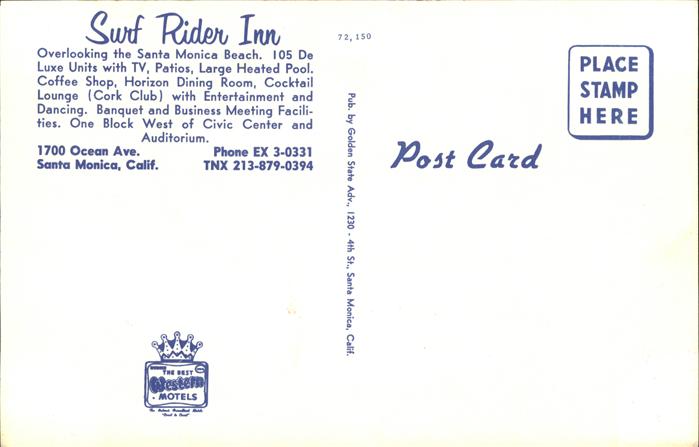 Surf Rider Inn
Overlooking the Santa Monica Beach. 105 De
Luxe Units with TV, Patios, Large Heated Pool.
Coffee Shop, Horizon Dining Room, Cocktail
Lounge (Cork Club) with Entertainment and
Dancing. Banquet and Business Meeting Facili-
ties. One Block West of Civic Center and
Auditorium.
1700 Ocean Ave. Phone EX 3-0331
Santa Monica, Calif. TNX 213-879-0394
THE BEST
Western
MOTELS
72,150
Pub. by Golden State Adv., 1230 - 4th St., Santa Monica, Calif.
Post Card
PLACE
STAMP
HERE